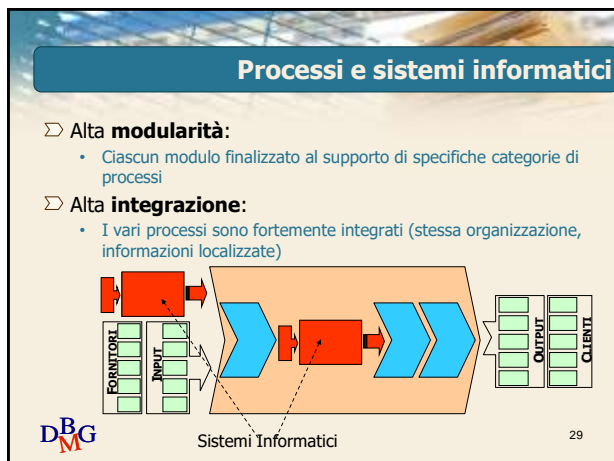 Processi e sistemi informatici
Alta modularità:
• Ciascun modulo finalizzato al supporto di specifiche categorie di
processi
Alta integrazione:
• I vari processi sono fortemente integrati (stessa organizzazione,
informazioni localizzate)
FORNITORI
INPUT
OUTPUT
CLIENTI
DBMG
Sistemi Informatici
29